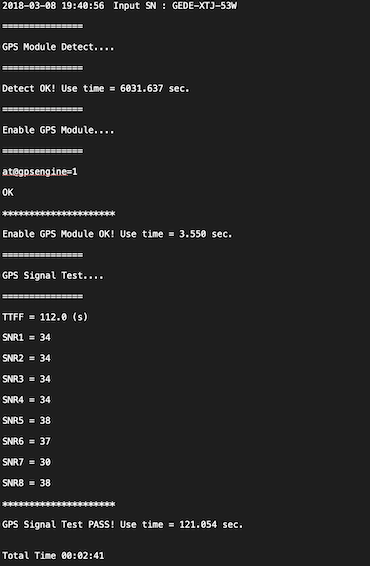 2018-03-08 19:40:56  Input SN : GEDE-XTJ-53W
===============
GPS Module Detect....
===============
Detect OK! Use time = 6031.637 sec.
===============
Enable GPS Module....
===============
at@gpsengine=1
OK
*********************
Enable GPS Module OK! Use time = 3.550 sec.
===============
GPS Signal Test....
===============
TTFF = 112.0 (s)
SNR1 = 34
SNR2 = 34
SNR3 = 34
SNR4 = 34
SNR5 = 38
SNR6 = 37
SNR7 = 30
SNR8 = 38
*********************
GPS Signal Test PASS! Use time = 121.054 sec.
Total Time 00:02:41